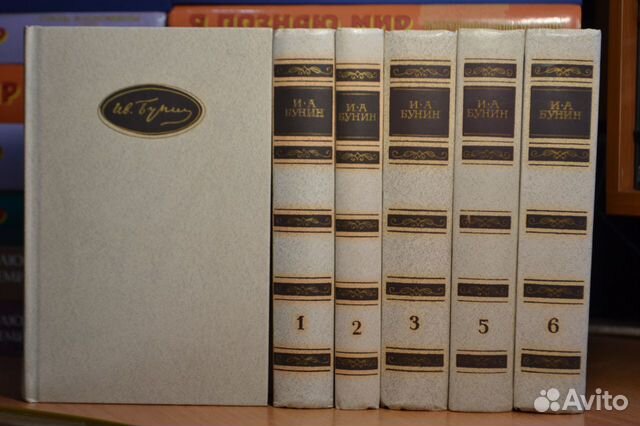 Я ПОЗНАЮ МИР
Ив. Бунин
И·А
БУНИН
1
И·А
БУНИН
2
И·А
БУНИН
3
И·А
БУНИН
5
И·А
БУНИН
6
Avito